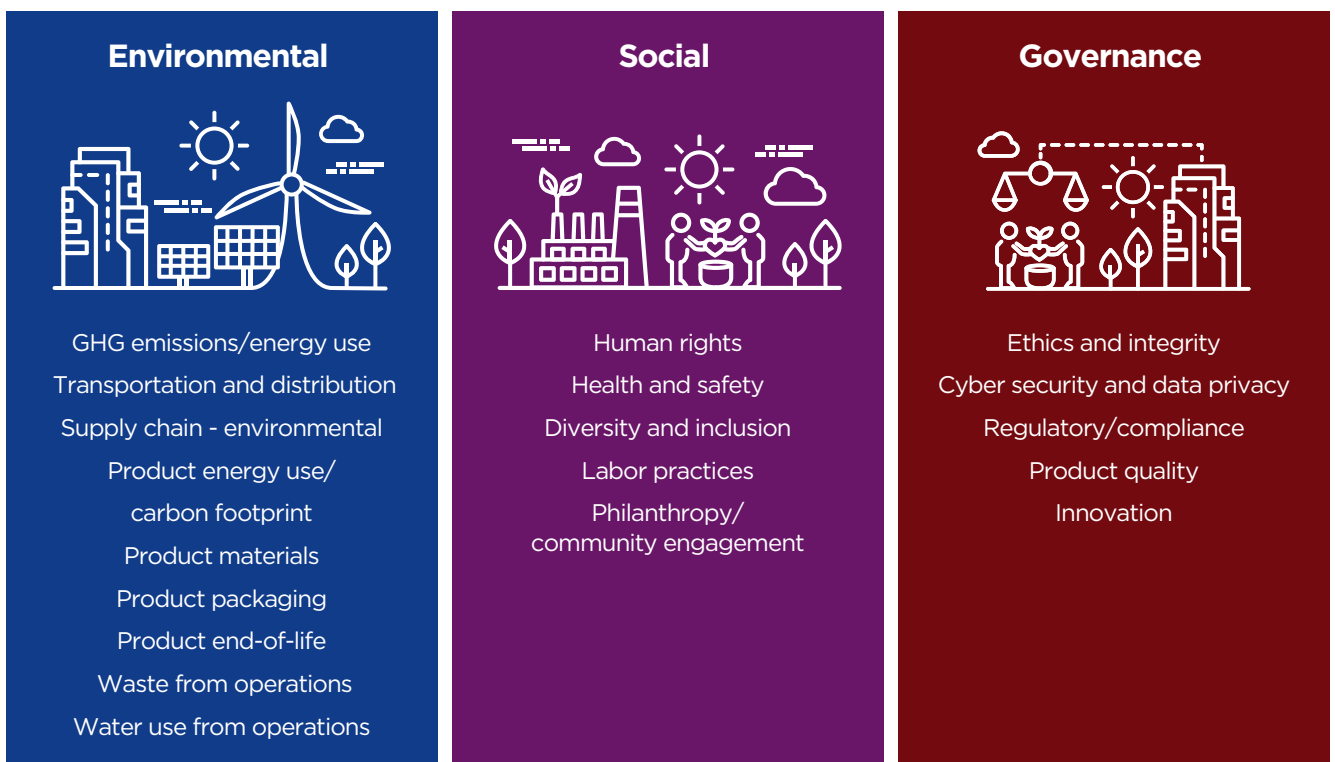 Environmental
GHG emissions/energy use
Transportation and distribution
Supply chain - environmental
Product energy use/
carbon footprint
Product materials
Product packaging
Product end-of-life
Waste from operations
Water use from operations
Social
Human rights
Health and safety
Diversity and inclusion
Labor practices
Philanthropy/
community engagement
Governance
Ethics and integrity
Cyber security and data privacy
Regulatory/compliance
Product quality
Innovation